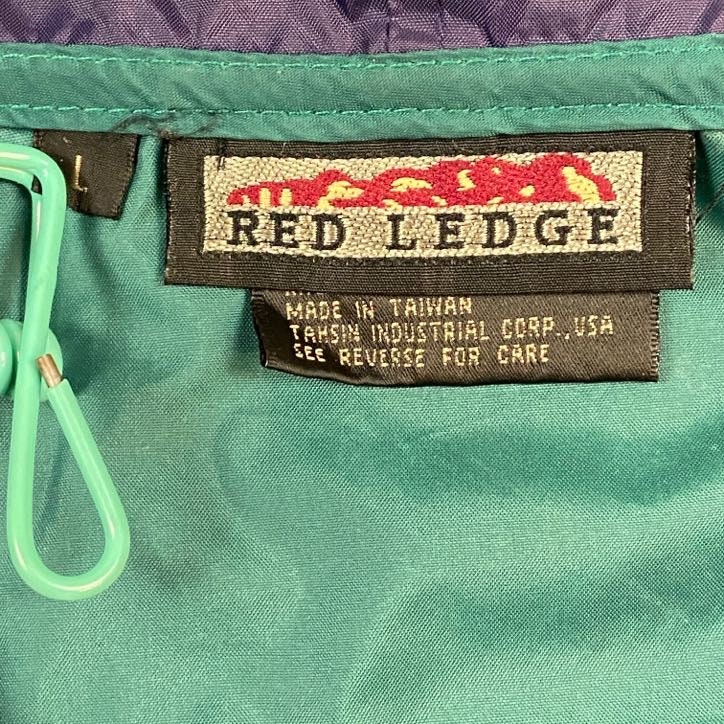 L
RED LEDGE
MADE IN TAIWAN
TAHSIN INDUSTRIAL CORP., USA
SEE REVERSE FOR CARE